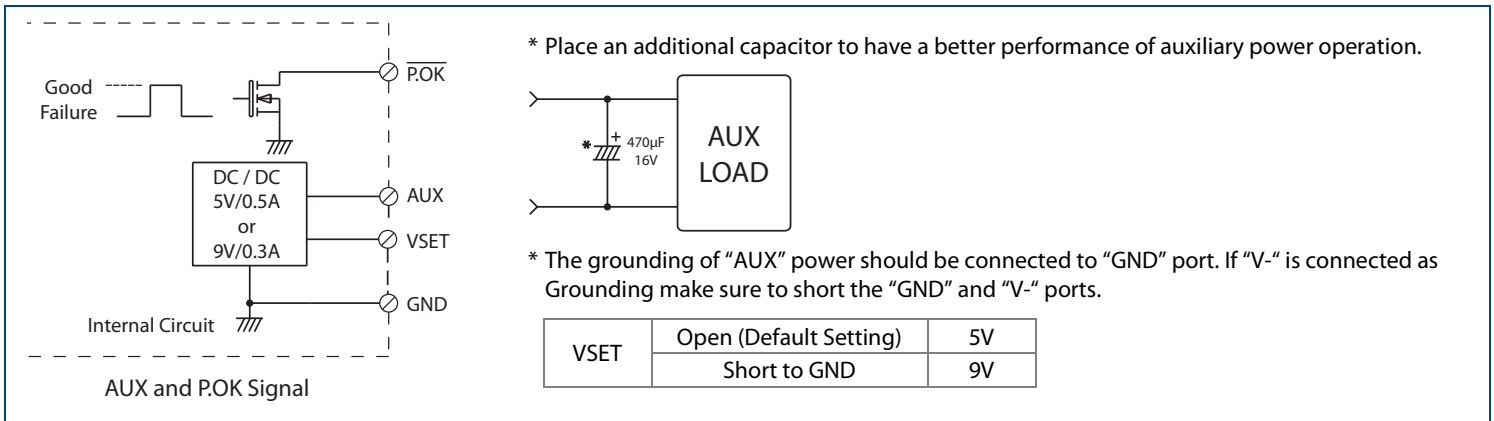 Good
Failure
P.OK
DC / DC
5V/0.5A
or
9V/0.3A
AUX
VSET
GND
Internal Circuit
AUX and P.OK Signal
* Place an additional capacitor to have a better performance of auxiliary power operation.
* + 470µF
16V
AUX
LOAD
* The grounding of “AUX” power should be connected to “GND” port. If “V-“ is connected as
Grounding make sure to short the “GND” and “V-“ ports.
VSET
Open (Default Setting) 5V
Short to GND 9V